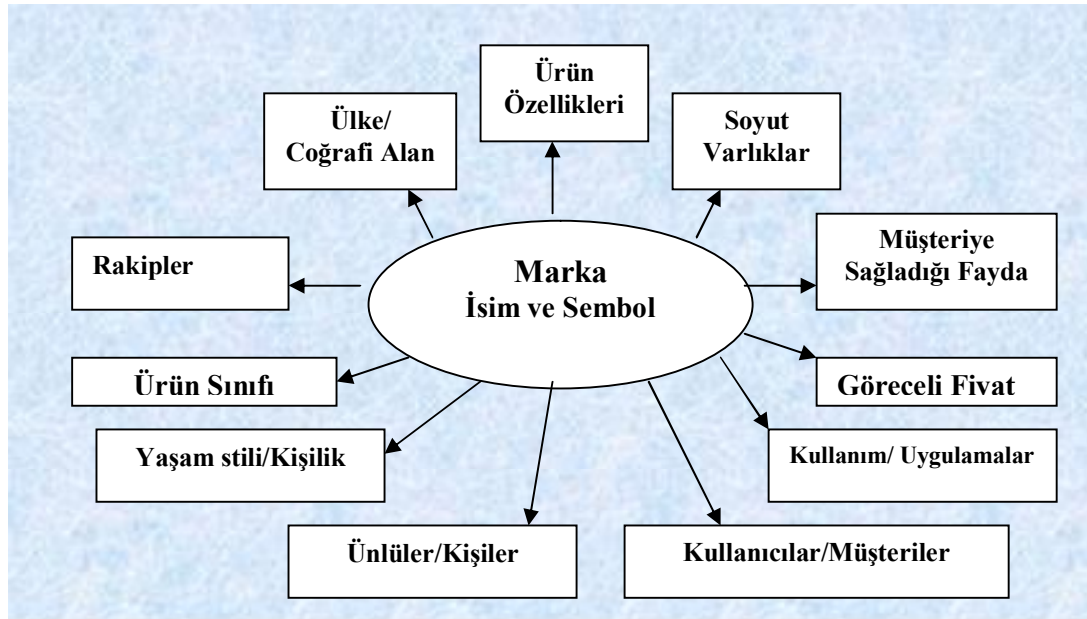 Ürün
Özellikleri
Ülke/
Coğrafi Alan
Soyut
Varlıklar
Rakipler
Marka
İsim ve Sembol
Müşteriye
Sağladığı Fayda
Ürün Sınıfı
Göreceli Fivat
Yaşam stili/Kişilik
Kullanım/ Uygulamalar
Ünlüler/Kişiler
Kullanıcılar/Müşteriler